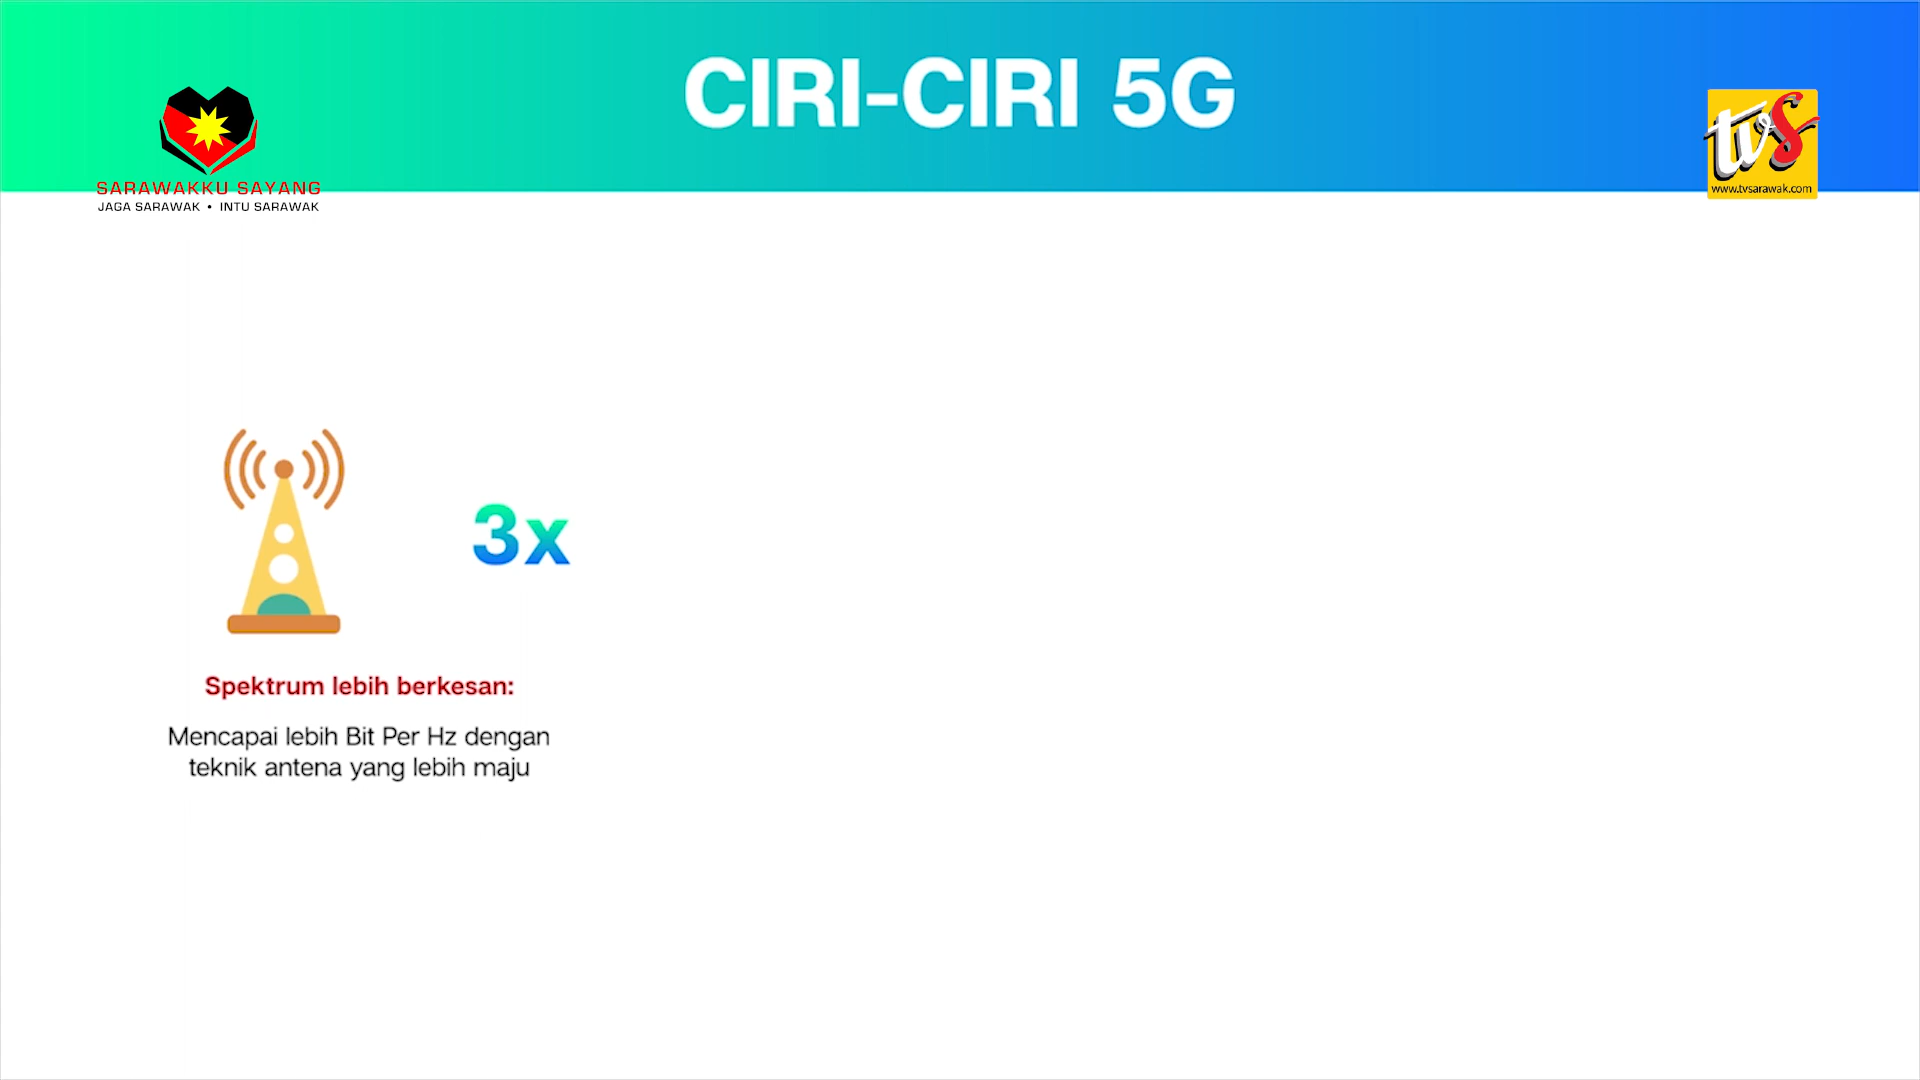 CIRI-CIRI 5G
SARAWAKKU SAYANG
JAGA SARAWAK • INTU SARAWAK
tvS
www.tvsarawak.com
3x
Spektrum lebih berkesan:
Mencapai lebih Bit Per Hz dengan
teknik antena yang lebih maju